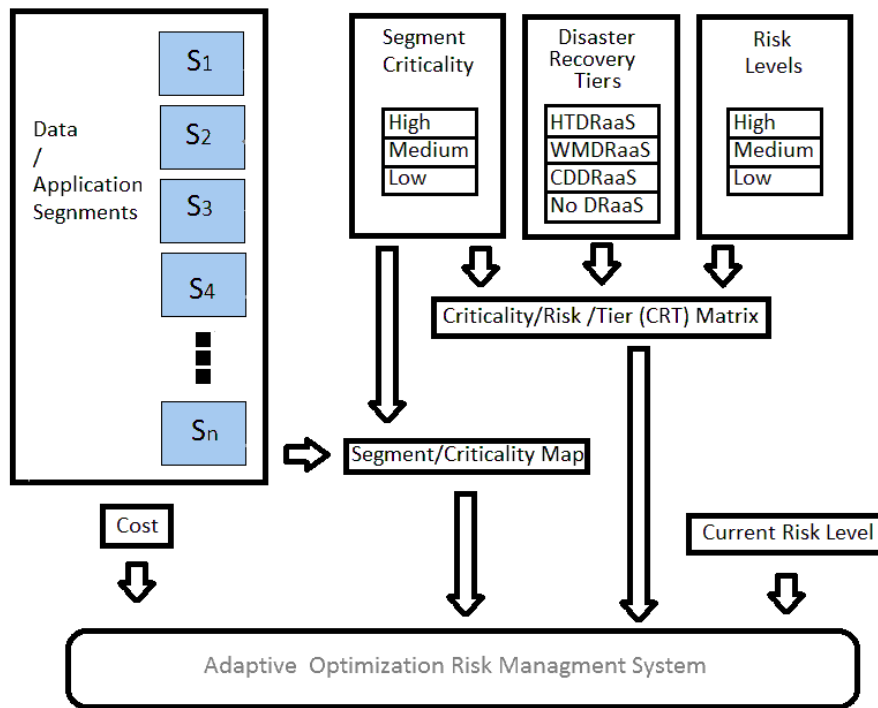 Data
/
Application
Segnments
S1
S2
S3
S4
Sn
Segment
Criticality
High
Medium
Low
Disaster
Recovery
Tiers
HTDRaaS
WMDRaaS
CDDRaaS
No DRaaS
Risk
Levels
High
Medium
Low
Criticality/Risk /Tier (CRT) Matrix
Segment/Criticality Map
Cost
Current Risk Level
Adaptive Optimization Risk Managment System